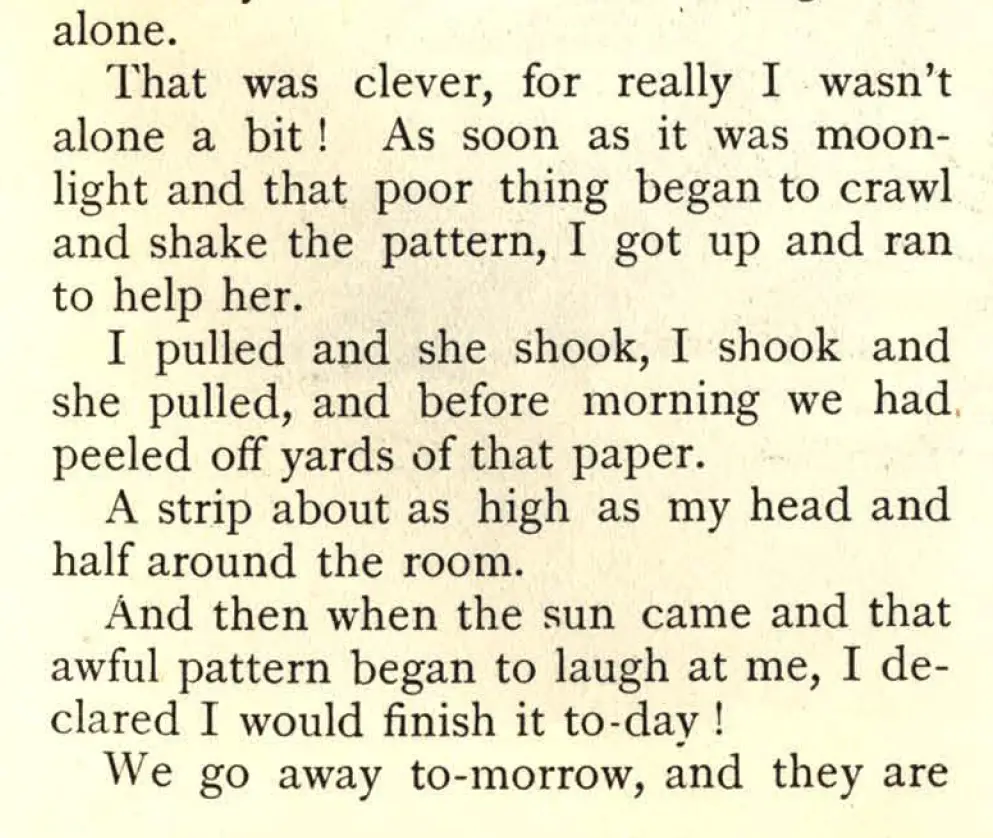 alone.
That was clever, for really I wasn't
alone a bit ! As soon as it was moon-
light and that poor thing began to crawl
and shake the pattern, I got up and ran
to help her.
I pulled and she shook, I shook and
she pulled, and before morning we had
peeled off yards of that paper.
A strip about as high as my head and
half around the room.
And then when the sun came and that
awful pattern began to laugh at me, I de-
clared I would finish it to-day !
We go away to-morrow, and they are